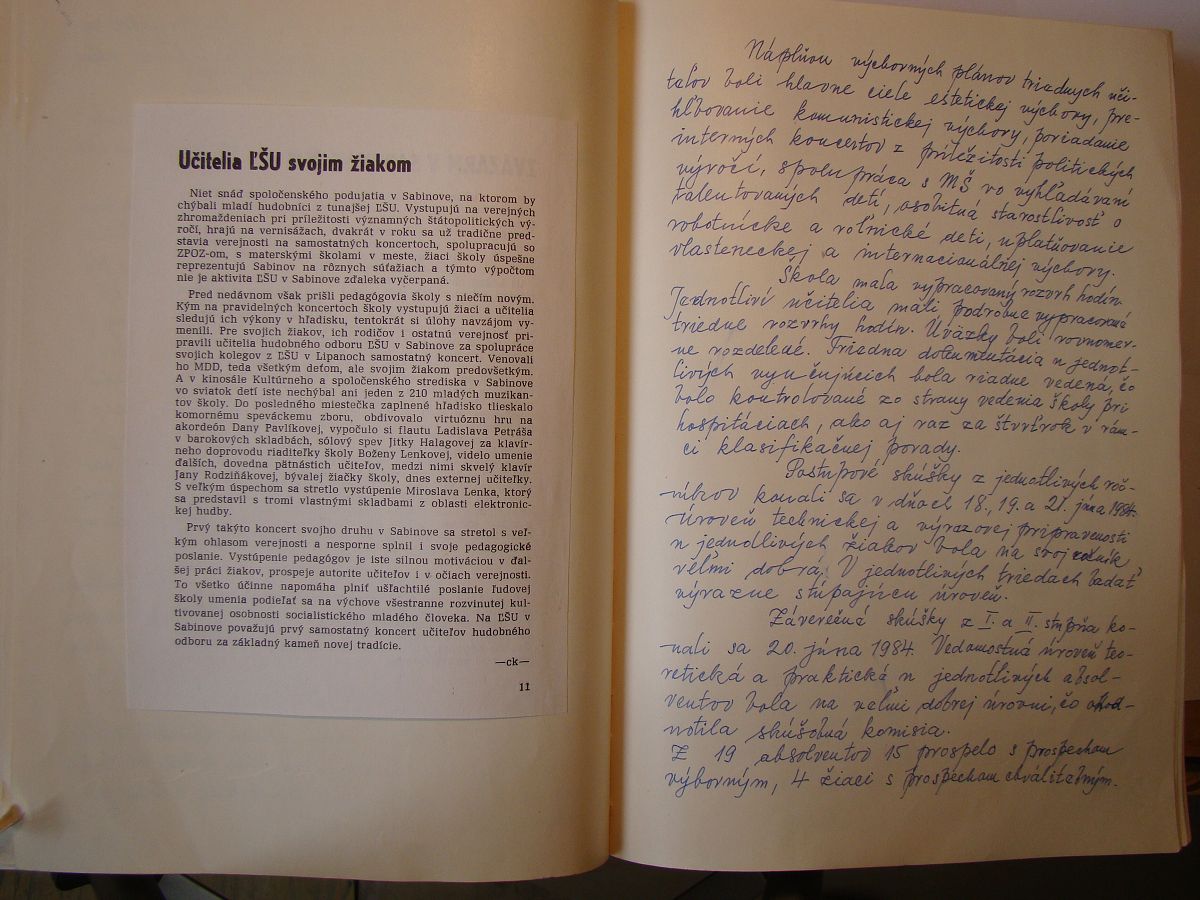 Učitelia ĽŠU svojim žiakom
Niet snáď spoločenského podujatia v Sabinove, na ktorom by
chýbali mladí hudobníci z tunajšej ĽŠU. Vystupujú na verejných
zhromaždeniach pri príležitosti významných štátopolitických vý-
ročí, hrajú na vernisážach, dvakrát v roku sa už tradične pred-
stavia verejnosti na samostatných koncertoch, spolupracujú so
ZPOZ-om, s materskými školami v meste, žiaci školy úspešne
reprezentujú Sabinov na rôznych súťažiach a týmto výpočtom
nie je aktivita ĽŠU v Sabinove zďaleka vyčerpaná.
Pred nedávnom však prišli pedagógovia školy s niečím novým.
Kým na pravidelných koncertoch školy vystupujú žiaci a učitelia
sledujú ich výkony v hľadisku, tentokrát si úlohy navzájom vy-
menili. Pre svojich žiakov, ich rodičov i ostatnú verejnosť pri-
pravili učitelia hudobného odboru ĽŠU v Sabinove za spolupráce
svojich kolegov z ĽŠU v Lipanoch samostatný koncert. Venovali
ho MDD, teda všetkým deťom, ale svojim žiakom predovšetkým.
A v kinosále Kultúrneho a spoločenského strediska v Sabinove
vo sviatok detí iste nechýbal ani jeden z 210 mladých muzikan-
tov školy. Do posledného miestečka zaplnené hľadisko tlieskalo
komornému speváckemu zboru, obdivovalo virtuóznu hru na
akordeón Dany Pavlíkovej, vypočulo si flautu Ladislava Petráša
v barokových skladbách, sólový spev Jitky Halagovej za klavír-
neho doprovodu riaditeľky školy Boženy Lenkovej, videlo umenie
ďalších, dovedna pätnástich učiteľov, medzi nimi skvelý klavír
Jany Rodziňákovej, bývalej žiačky školy, dnes externej učiteľky.
S veľkým úspechom sa stretlo vystúpenie Miroslava Lenka, ktorý
sa predstavil s tromi vlastnými skladbami z oblasti elektronic-
kej hudby.
Prvý takýto koncert svojho druhu v Sabinove sa stretol s veľ-
kým ohlasom verejnosti a nesporne splnil i svoje pedagogické
poslanie. Vystúpenie pedagógov je iste silnou motiváciou v ďal-
šej práci žiakov, prospeje autorite učiteľov i v očiach verejnosti.
To všetko účinne napomáha plniť ušľachtilé poslanie ľudovej
školy umenia podieľať sa na výchove všestranne rozvinutej kul-
tivovanej osobnosti socialistického mladého človeka. Na ĽŠU v
Sabinove považujú prvý samostatný koncert učiteľov hudobného
odboru za základný kameň novej tradície.
—ck—
11
Náplňou výchovných plánov triednych uči-
teľov boli hlavne ciele estetickej výchovy, pre-
hlbovanie komunistickej výchovy, poriadanie
interných koncertov z príležitosti politických
výročí, spolupráca s MŠ vo vyhľadávaní
talentovaných detí, osobitná starostlivosť o
robotnícke a roľnícké deti, uplatňovanie
vlasteneckej a internacionálnej výchovy.
Škola mala vypracovaný rozvrh hodín.
Jednotliví učitelia mali podrobne vypracované
triedne rozvrhy hodín. Úväzky boli rovnomer-
ne rozdelené. Triedna dokumentácia u jednot-
livých vyučujúcich bola riadne vedená, čo
bolo kontrolované zo strany vedenia školy pri
hospitáciach, ako aj raz za štvrťrok v rám-
ci klasifikačnej porady.
Postupové skúšky z jednotlivých roč-
níkov konali sa v dňoch 18., 19. a 21. júna 1984.
Úroveň technickej a výrazovej pripravenosti
u jednotlivých žiakov bola na svoj ročník
veľmi dobrá. V jednotlivých triedach badať
výrazne stúpajúcu úroveň.
Záverečná skúšky z I. a II. stupňa ko-
nali sa 20. júna 1984. Vedomostná úroveň teo-
retická a praktická u jednotlivých absol-
ventov bola na veľmi dobrej úrovni, čo ohod-
notila skúšobná komisia.
Z 19 absolventov 15 prospelo s prospechom
výborným, 4 žiaci s prospechom chválitebným.